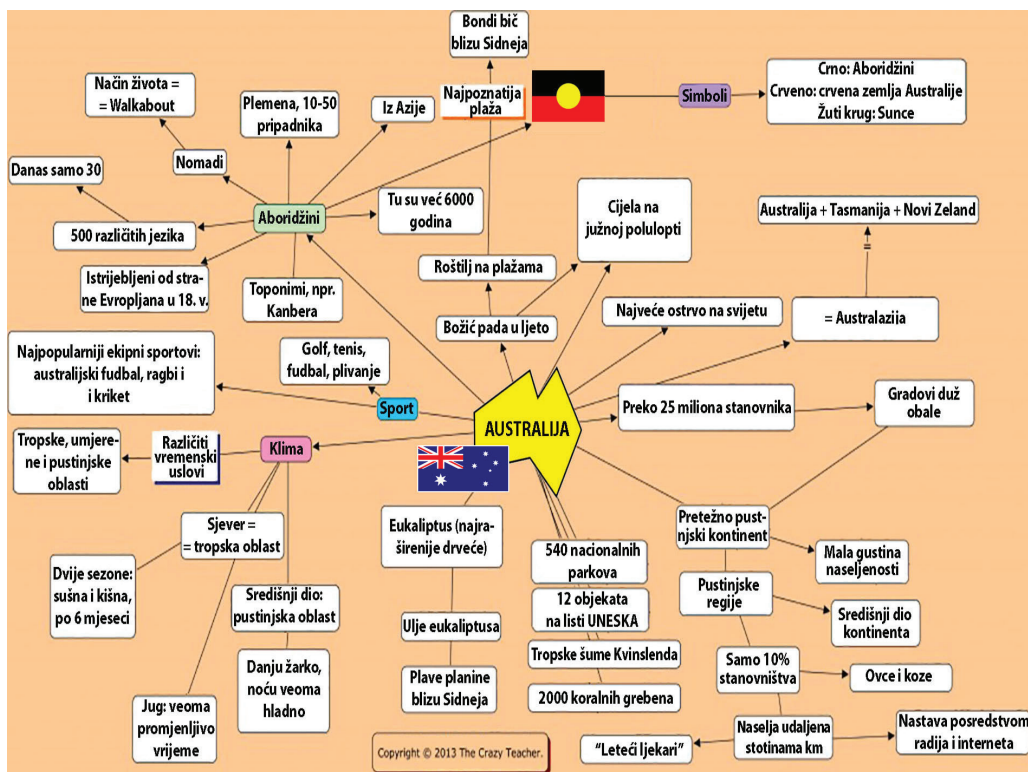 Bondi bič
blizu Sidneja
Najpoznatija
plaža
Simboli
Crno: Aboridžini
Crveno: crvena zemlja Australije
Žuti krug: Sunce
Način života =
= Walkabout
Plemena, 10-50
pripadnika
Iz Azije
Nomadi
Danas samo 30
Aboridžini
Tu su već 6000
godina
500 različitih jezika
Istrijebljeni od stra-
ne Evropljana u 18. v.
Toponimi, npr.
Kanbera
Cijela na
južnoj polulopti
Australija + Tasmanija + Novi Zeland
=
= Australazija
Roštilj na plažama
Božić pada u ljeto
Najveće ostrvo na svijetu
Najpopularniji ekipni sportovi:
australijski fudbal, ragbi i
i kriket
Golf, tenis,
fudbal, plivanje
Sport
AUSTRALIJA
Preko 25 miliona stanovnika
Gradovi duž
obale
Tropske, umjere-
ne i pustinjske
oblasti
Različiti
vremenski
uslovi
Klima
Sjever =
= tropska oblast
Dvije sezone:
sušna i kišna,
po 6 mjeseci
Središnji dio:
pustinjska oblast
Danju žarko,
noću veoma
hladno
Jug: veoma
promjenljivo
vrijeme
Eukaliptus (najra-
širenije drveće)
Ulje eukaliptusa
Plave planine
blizu Sidneja
540 nacionalnih
parkova
12 objekata
na listi UNESKA
Tropske šume Kvinslenda
2000 koralnih grebena
Pretežno pust-
njski kontinent
Mala gustina
naseljenosti
Pustinjske
regije
Središnji dio
kontinenta
Samo 10%
stanovništva
Ovce i koze
Naselja udaljena
stotinama km
"Leteći ljekari"
Nastava posredstvom
radija i interneta
Copyright © 2013 The Crazy Teacher.